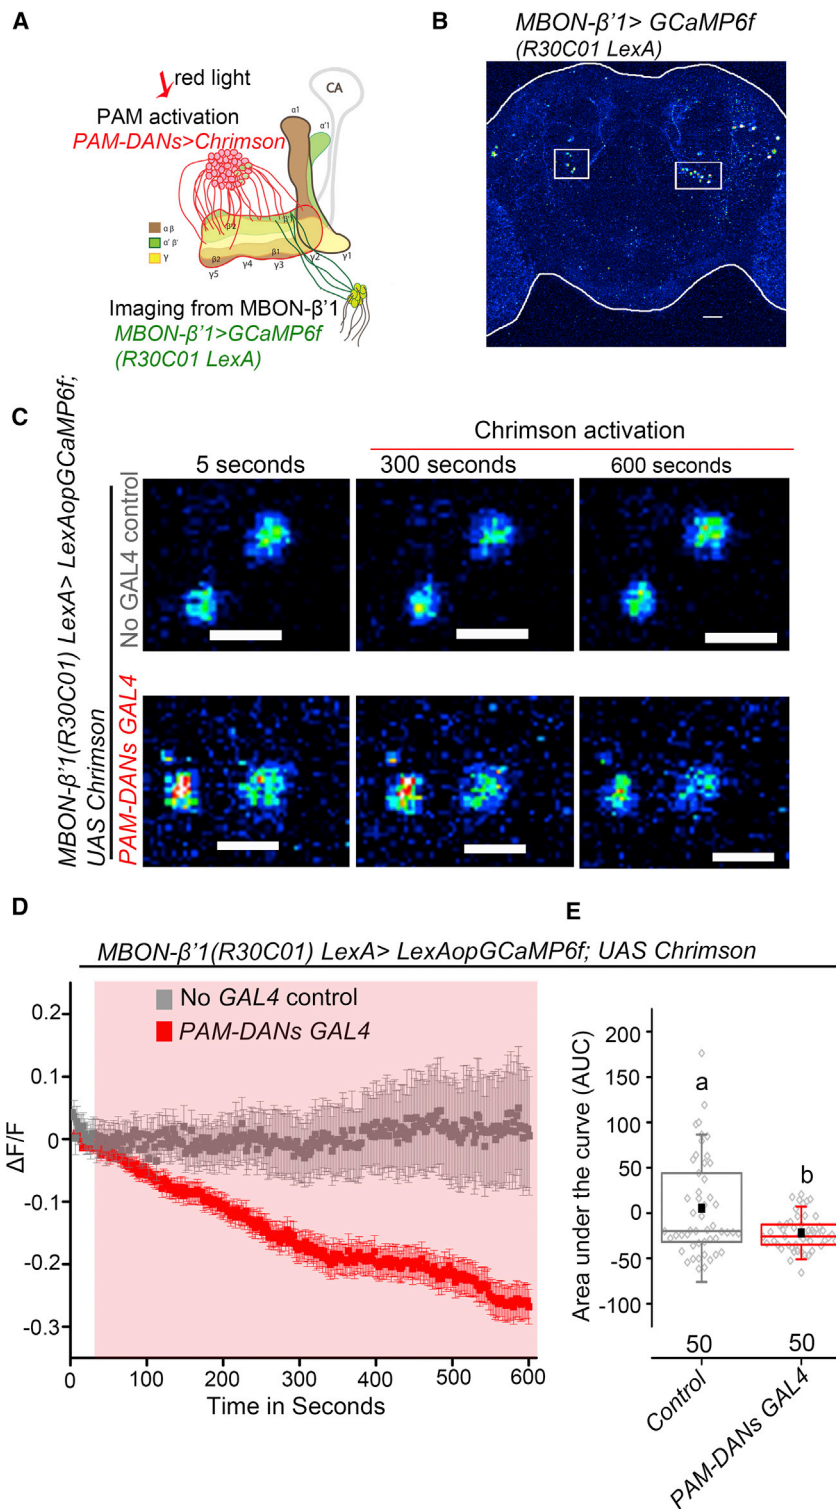 A
red light
PAM activation
PAM-DANs>Chrimson
CA
α1
α'1
α β
α' β'
γ
β'2
β'1
β2
β1
γ5
γ4
γ3
γ2
γ1
Imaging from MBON-β'1
MBON-β'1>GCaMP6f
(R30C01 LexA)
B
MBON-β'1> GCaMP6f
(R30C01 LexA)
C
Chrimson activation
5 seconds
300 seconds
600 seconds
MBON-β'1(R30C01) LexA> LexAopGCaMP6f;
UAS Chrimson
No GAL4 control
PAM-DANs GAL4
D
MBON-β'1(R30C01) LexA> LexAopGCaMP6f; UAS Chrimson
No GAL4 control
PAM-DANs GAL4
ΔF/F
0.2
0.1
0
-0.1
-0.2
-0.3
0 100 200 300 400 500 600
Time in Seconds
E
Area under the curve (AUC)
200
150
100
50
0
-50
-100
a
b
50 50
Control
PAM-DANs GAL4